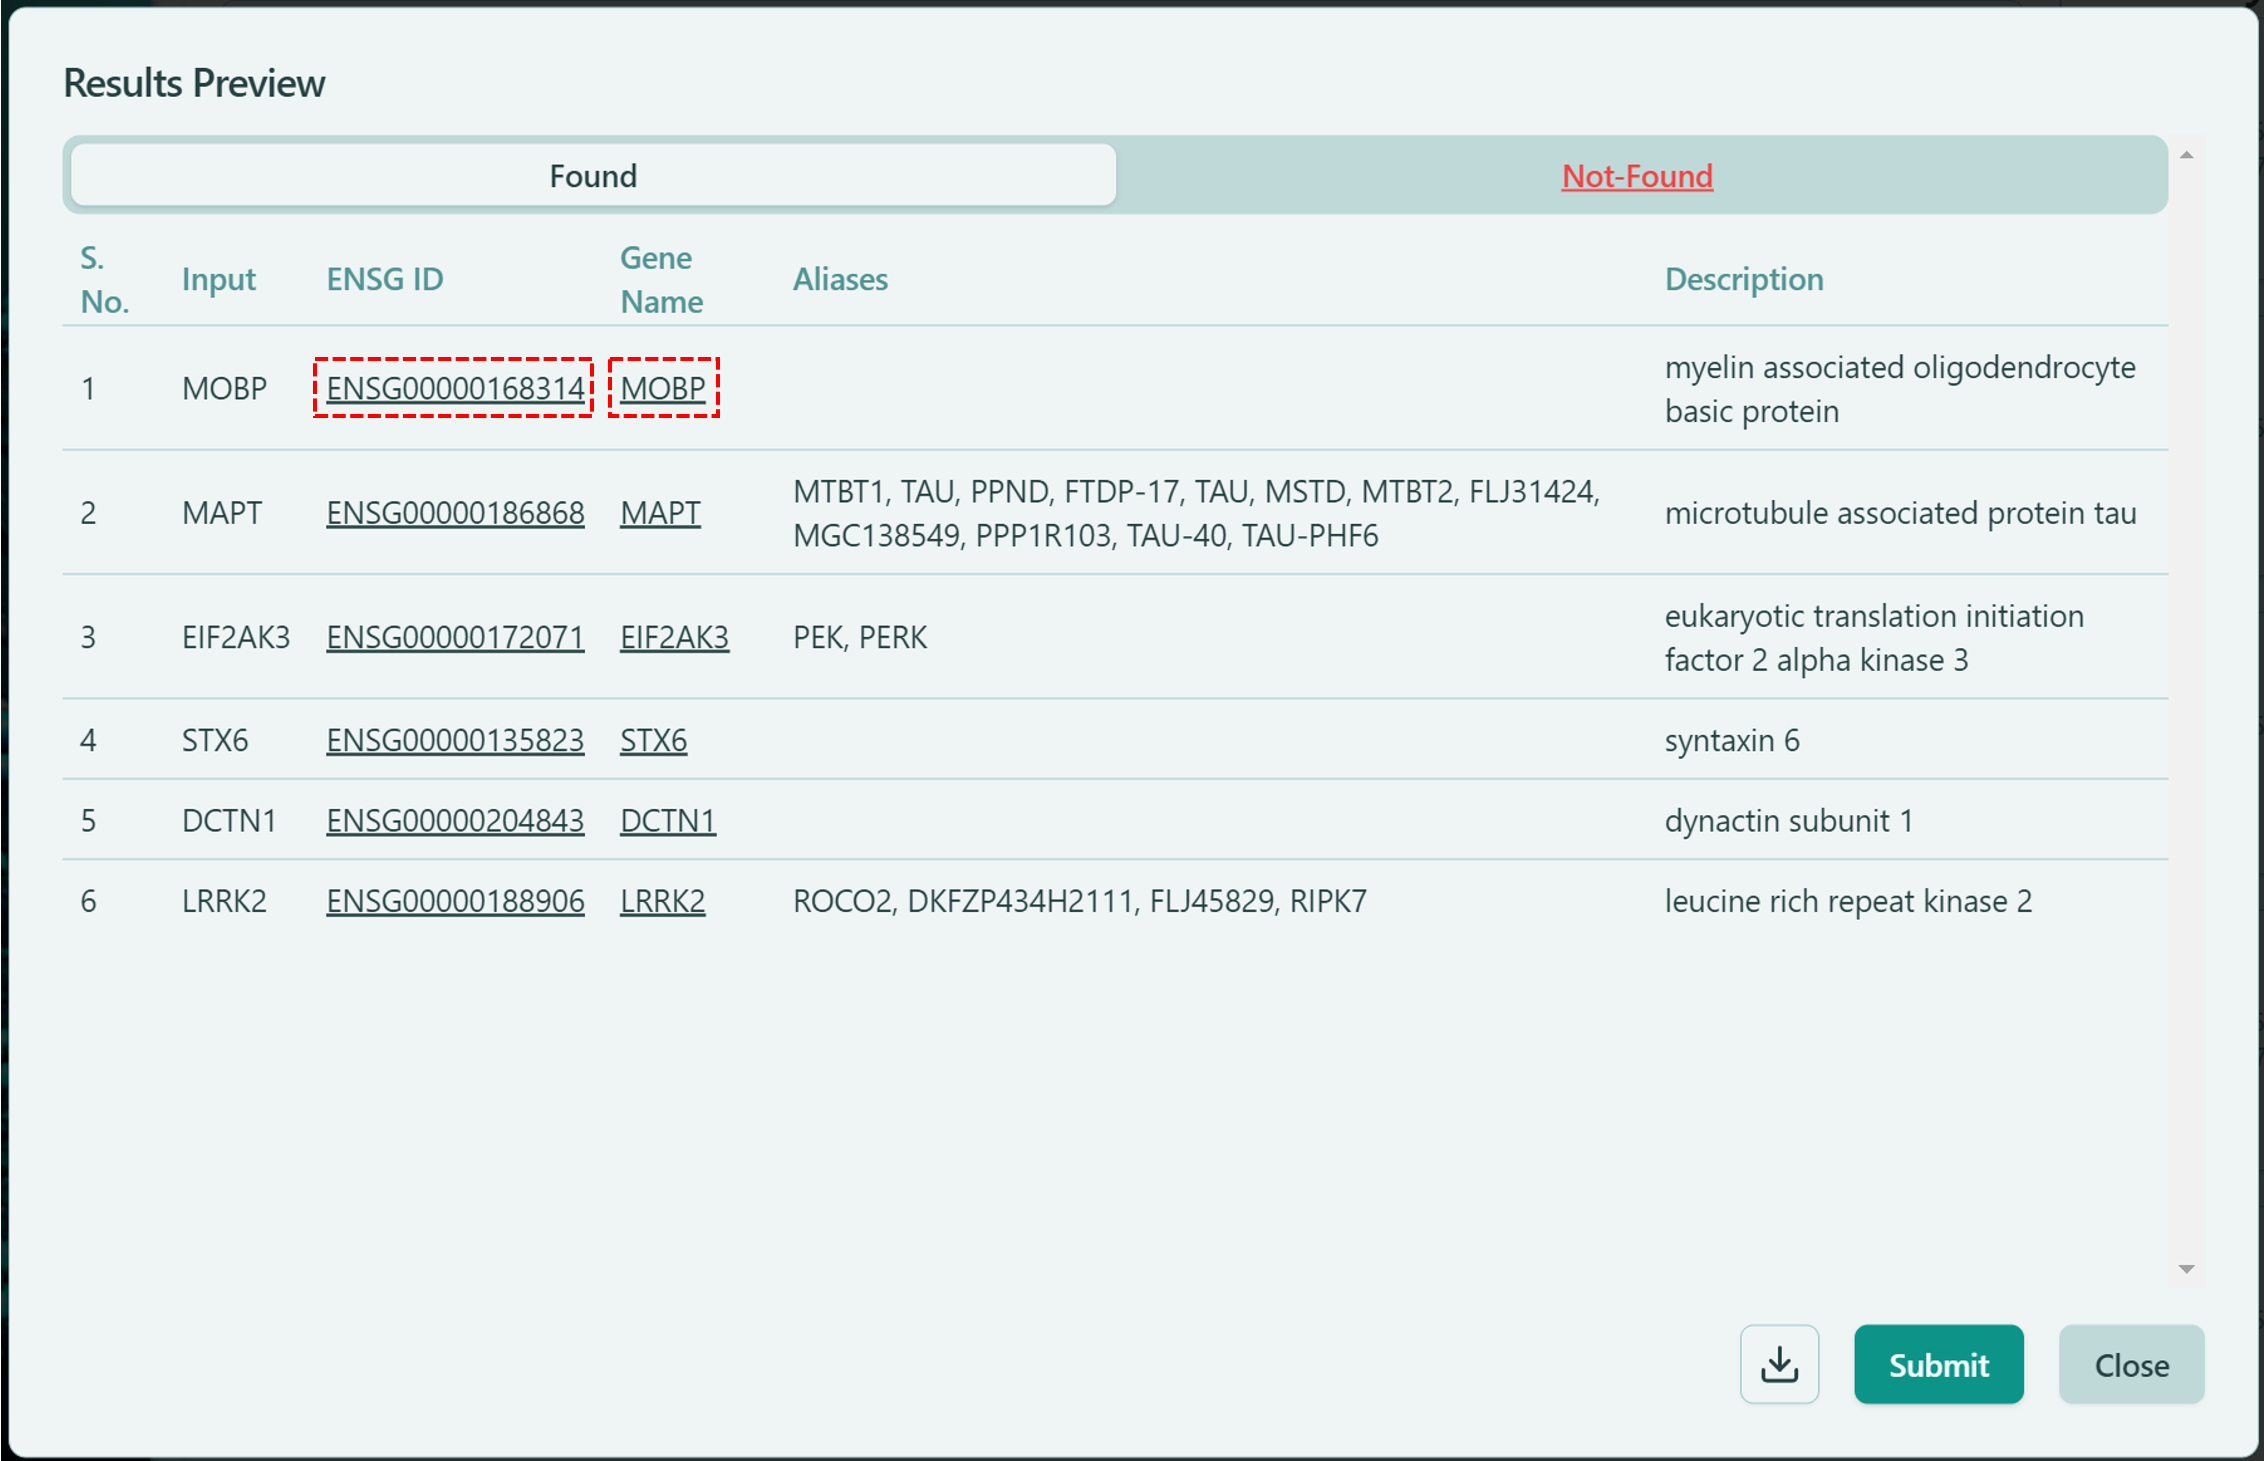 Results Preview
Found
Not-Found
S. No.
Input
ENSG ID
Gene Name
Aliases
Description
1
MOBP
ENSG00000168314
MOBP
myelin associated oligodendrocyte
basic protein
2
MAPT
ENSG00000186868
MAPT
MTBT1, TAU, PPND, FTDP-17, TAU, MSTD, MTBT2, FLJ31424,
MGC138549, PPP1R103, TAU-40, TAU-PHF6
microtubule associated protein tau
3
EIF2AK3
ENSG00000172071
EIF2AK3
PEK, PERK
eukaryotic translation initiation
factor 2 alpha kinase 3
4
STX6
ENSG00000135823
STX6
syntaxin 6
5
DCTN1
ENSG00000204843
DCTN1
dynactin subunit 1
6
LRRK2
ENSG00000188906
LRRK2
ROCO2, DKFZP434H2111, FLJ45829, RIPK7
leucine rich repeat kinase 2
Submit
Close